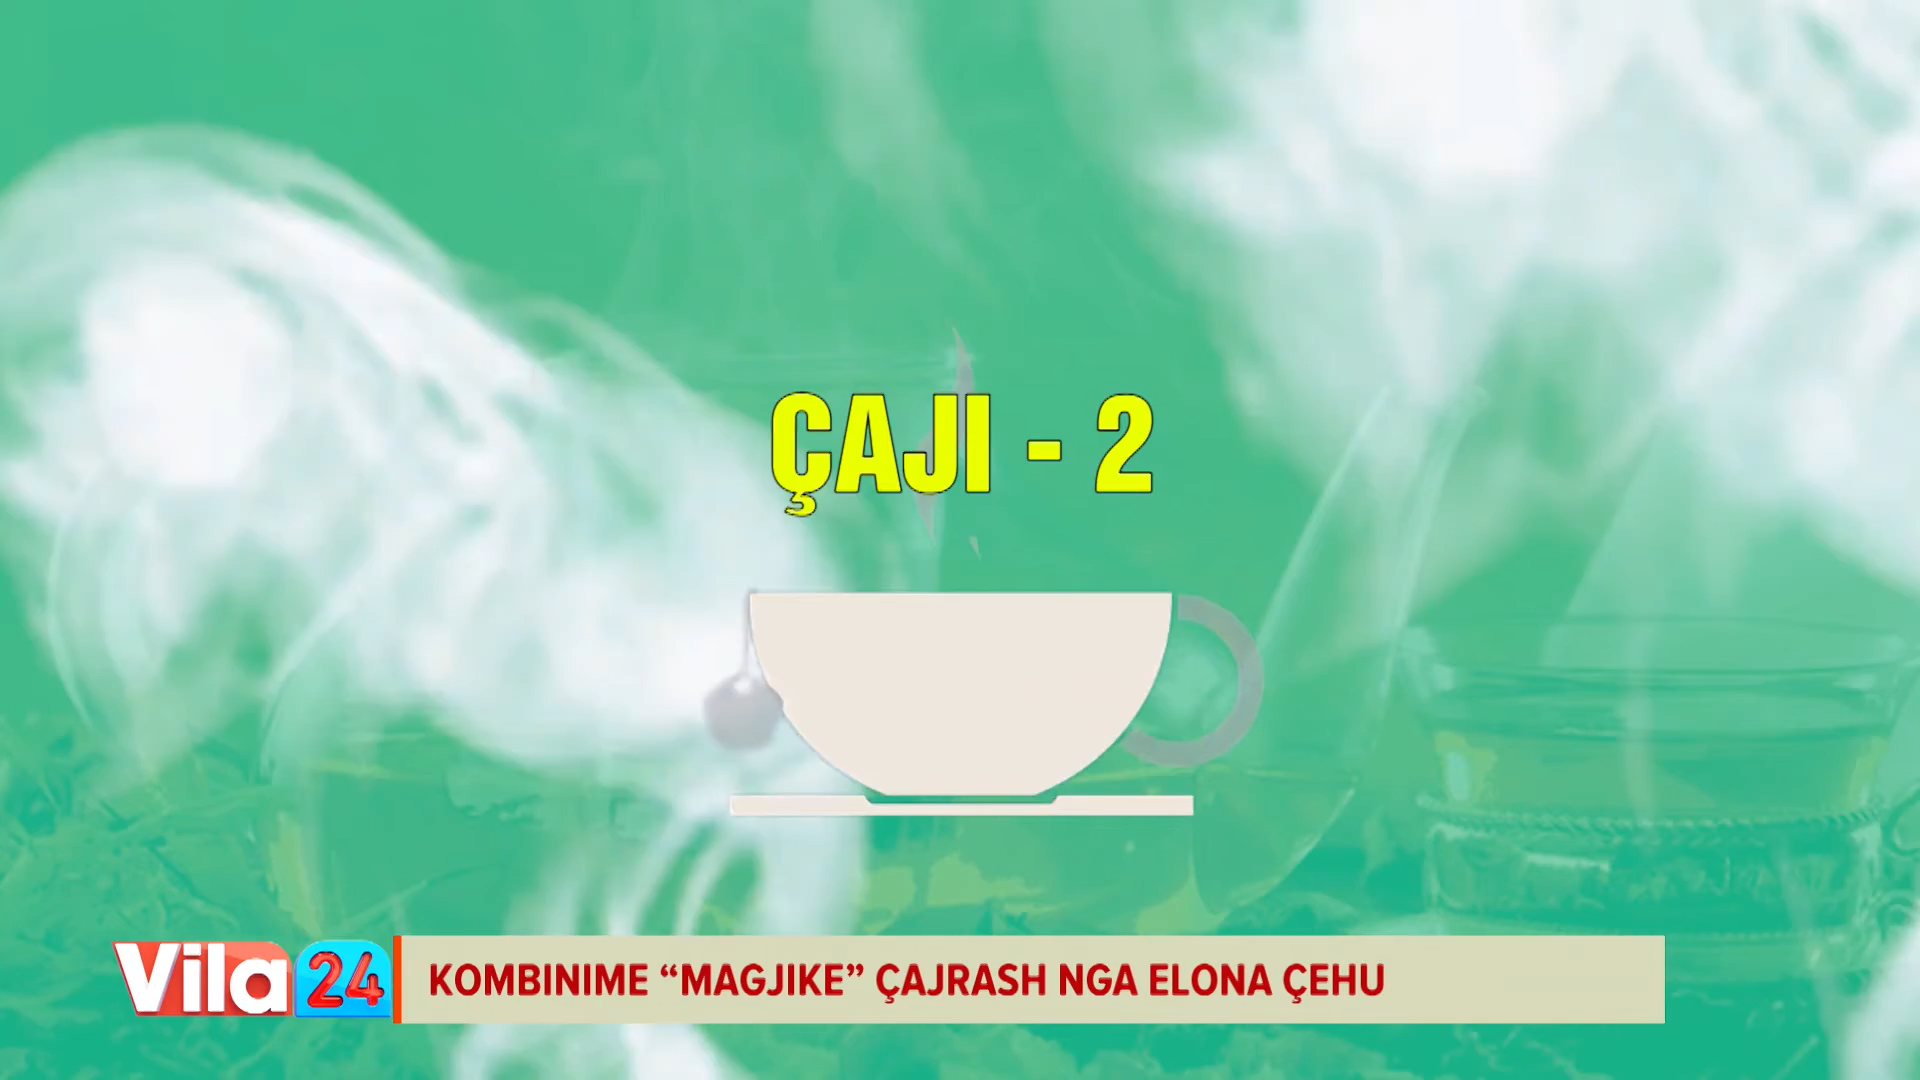 ÇAJI - 2
Vila 24
KOMBINIME “MAGJIKE” ÇAJRASH NGA ELONA ÇEHU